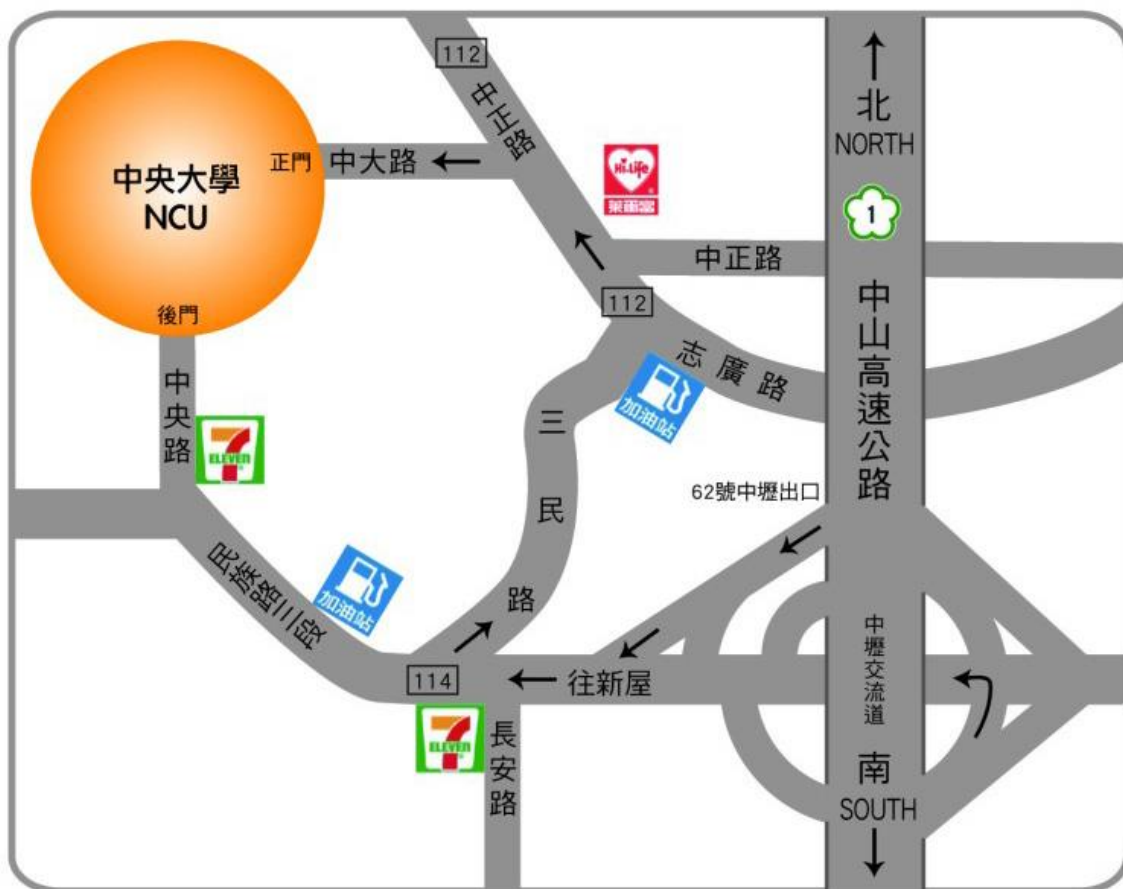 112
中正路
北
NORTH
中央大學
NCU
正門
中大路
Hi-Life
萊爾富
1
中正路
112
後門
中山高速公路
志廣路
加油站
中央路
7
ELEVEN
三民路
62號中壢出口
民族路三段
加油站
114
往新屋
中壢交流道
7
ELEVEN
長安路
南
SOUTH